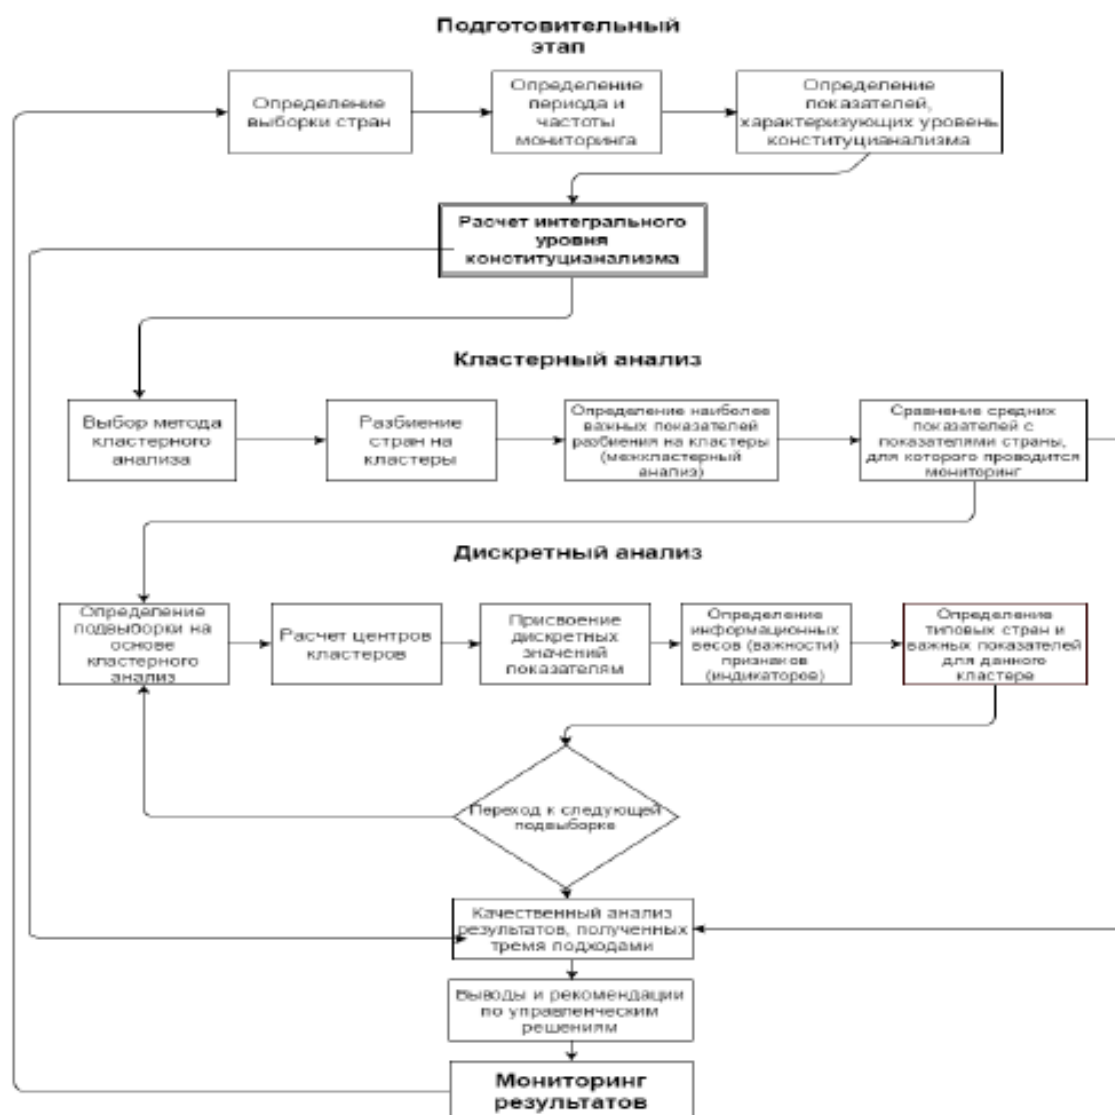 Подготовительный
этап
Определение
выборки стран
Определение
периода и
частоты
мониторинга
Определение
показателей,
характеризующих уровень
конституцианализма
Расчет интегрального
уровня
конституцианализма
Кластерный анализ
Выбор метода
кластерного
анализа
Разбиение
стран на
кластеры
Определение наиболее
важных показателей
разбиения на кластеры
(межкластерный
анализ)
Сравнение средних
показателей с
показателями страны,
для которого проводится
мониторинг
Дискретный анализ
Определение
подвыборки на
основе
кластерного
анализ
Расчет центров
кластеров
Присвоение
дискретных
значений
показателям
Определение
информационных
весов (важности)
признаков
(индикаторов)
Определение
типовых стран и
важных показателей
для данного
кластере
Переход к следующей
подвыборке
Качественный анализ
результатов, полученных
тремя подходами
Выводы и рекомендации
по управленческим
решениям
Мониторинг
результатов